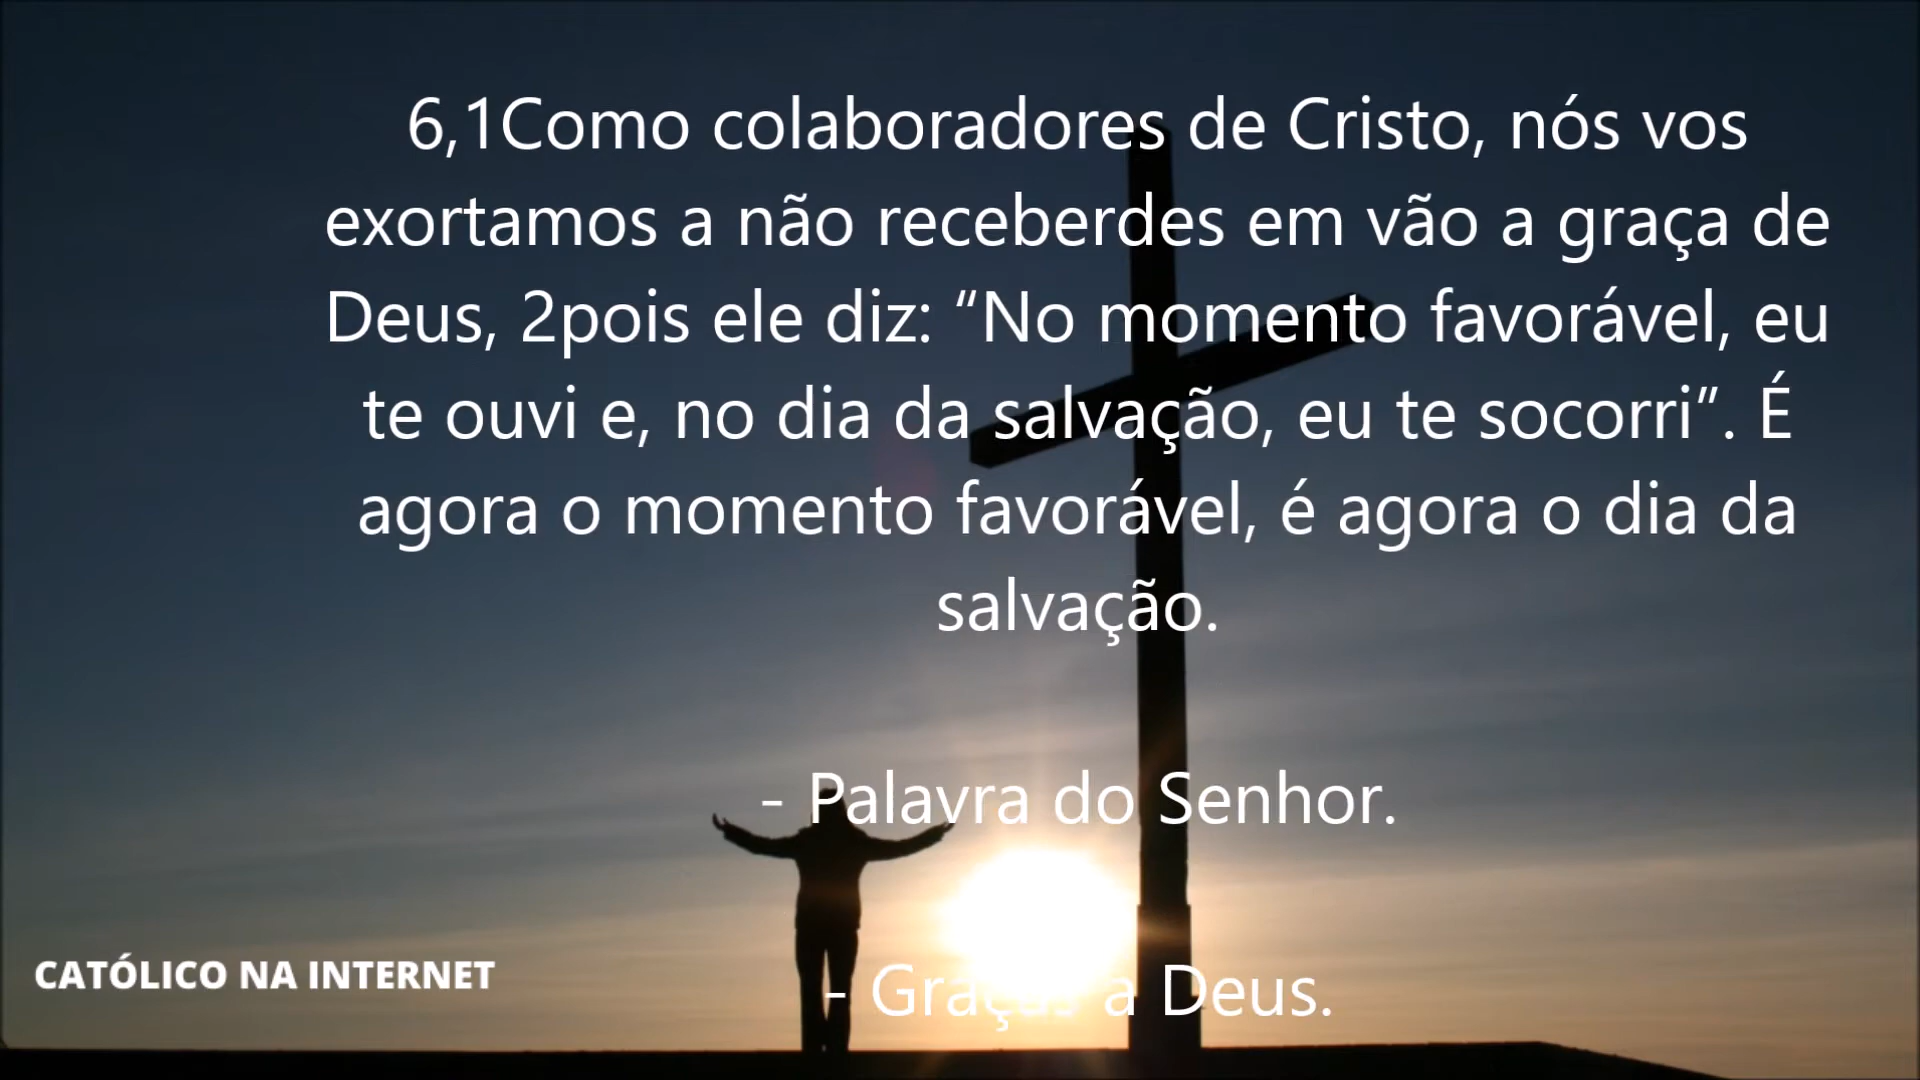 6,1Como colaboradores de Cristo, nós vos
exortamos a não receberdes em vão a graça de
Deus, 2pois ele diz: “No momento favorável, eu
te ouvi e, no dia da salvação, eu te socorri”. É
agora o momento favorável, é agora o dia da
salvação.
- Palavra do Senhor.
- Graças a Deus.
CATÓLICO NA INTERNET